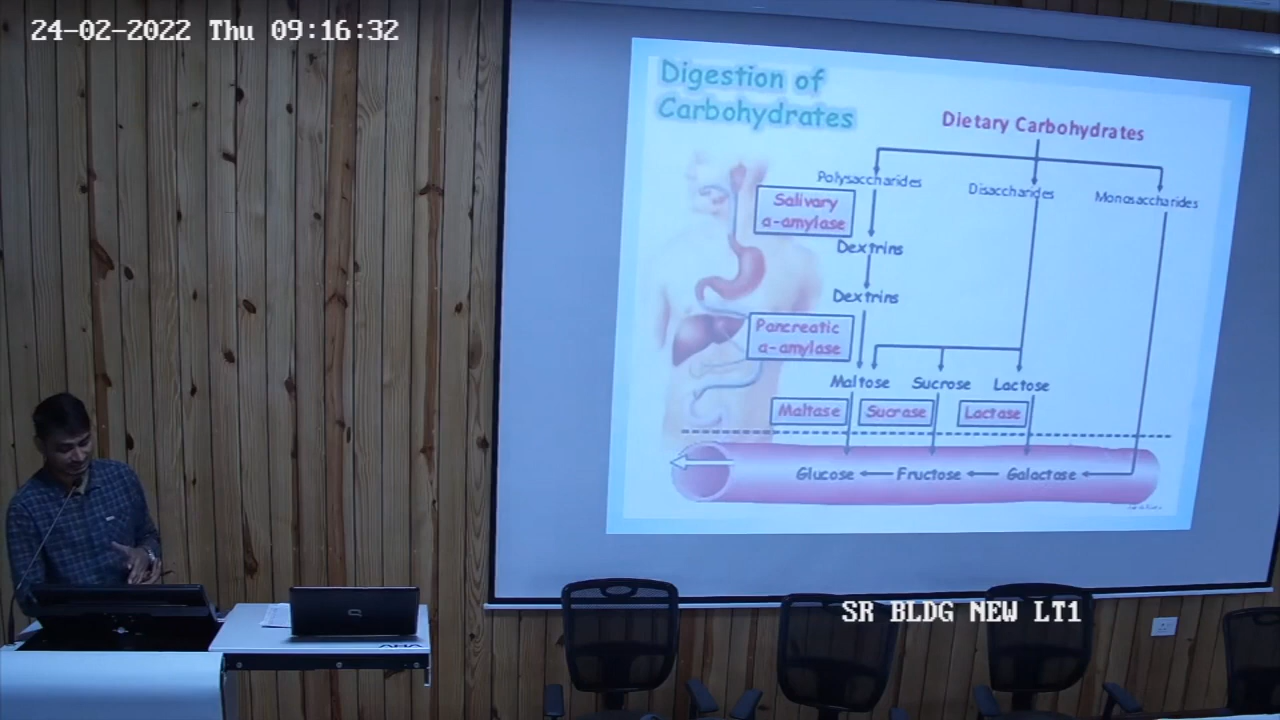 24-02-2022 Thu 09:16:32
Digestion of
Carbohydrates
Dietary Carbohydrates
Polysaccharides
Disaccharides
Monosaccharides
Salivary
α-amylase
Dextrins
Dextrins
Pancreatic
α-amylase
Maltose
Sucrose
Lactose
Maltase
Sucrase
Lactase
Glucose
Fructose
Galactose
SR BLDG NEW LT1